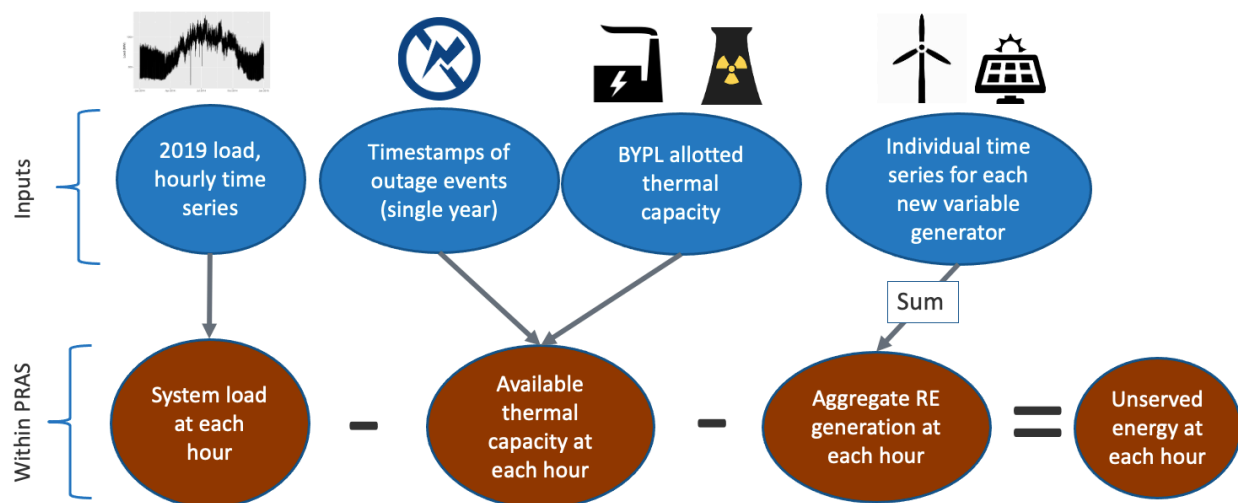 Inputs
2019 load,
hourly time
series
Timestamps of
outage events
(single year)
BYPL allotted
thermal
capacity
Individual time
series for each
new variable
generator
Sum
Within PRAS
System load
at each
hour
-
Available
thermal
capacity at
each hour
-
Aggregate RE
generation at
each hour
=
Unserved
energy at
each hour